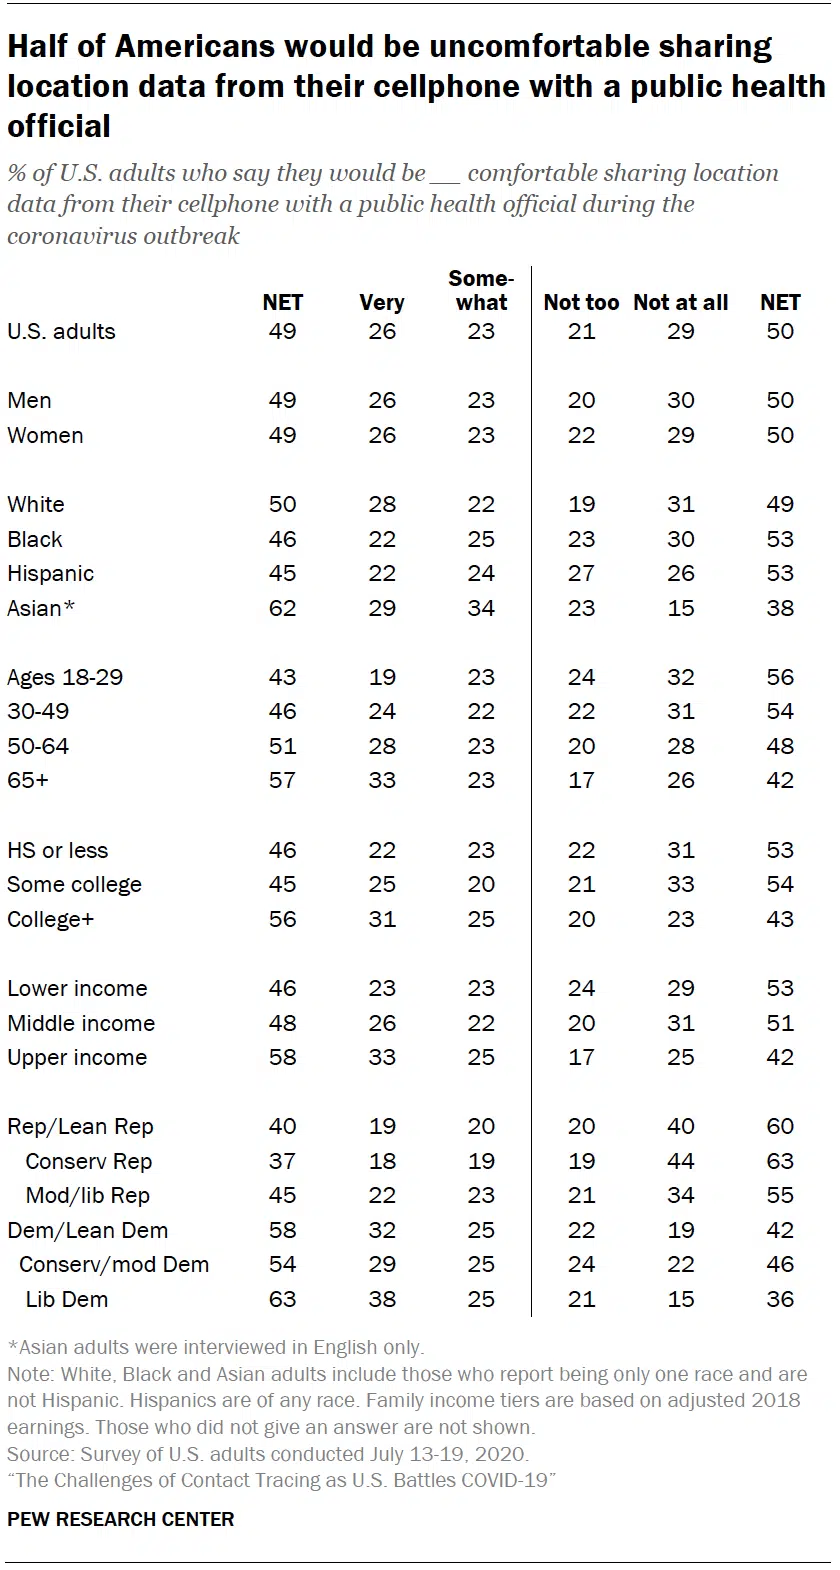 Half of Americans would be uncomfortable sharing
location data from their cellphone with a public health
official
% of U.S. adults who say they would be __ comfortable sharing location
data from their cellphone with a public health official during the
coronavirus outbreak
Some-
NET Very what Not too Not at all NET
U.S. adults 49 26 23 21 29 50
Men 49 26 23 20 30 50
Women 49 26 23 22 29 50
White 50 28 22 19 31 49
Black 46 22 25 23 30 53
Hispanic 45 22 24 27 26 53
Asian* 62 29 34 23 15 38
Ages 18-29 43 19 23 24 32 56
30-49 46 24 22 22 31 54
50-64 51 28 23 20 28 48
65+ 57 33 23 17 26 42
HS or less 46 22 23 22 31 53
Some college 45 25 20 21 33 54
College+ 56 31 25 20 23 43
Lower income 46 23 23 24 29 53
Middle income 48 26 22 20 31 51
Upper income 58 33 25 17 25 42
Rep/Lean Rep 40 19 20 20 40 60
Conserv Rep 37 18 19 19 44 63
Mod/lib Rep 45 22 23 21 34 55
Dem/Lean Dem 58 32 25 22 19 42
Conserv/mod Dem 54 29 25 24 22 46
Lib Dem 63 38 25 21 15 36
*Asian adults were interviewed in English only.
Note: White, Black and Asian adults include those who report being only one race and are
not Hispanic. Hispanics are of any race. Family income tiers are based on adjusted 2018
earnings. Those who did not give an answer are not shown.
Source: Survey of U.S. adults conducted July 13-19, 2020.
“The Challenges of Contact Tracing as U.S. Battles COVID-19”
PEW RESEARCH CENTER